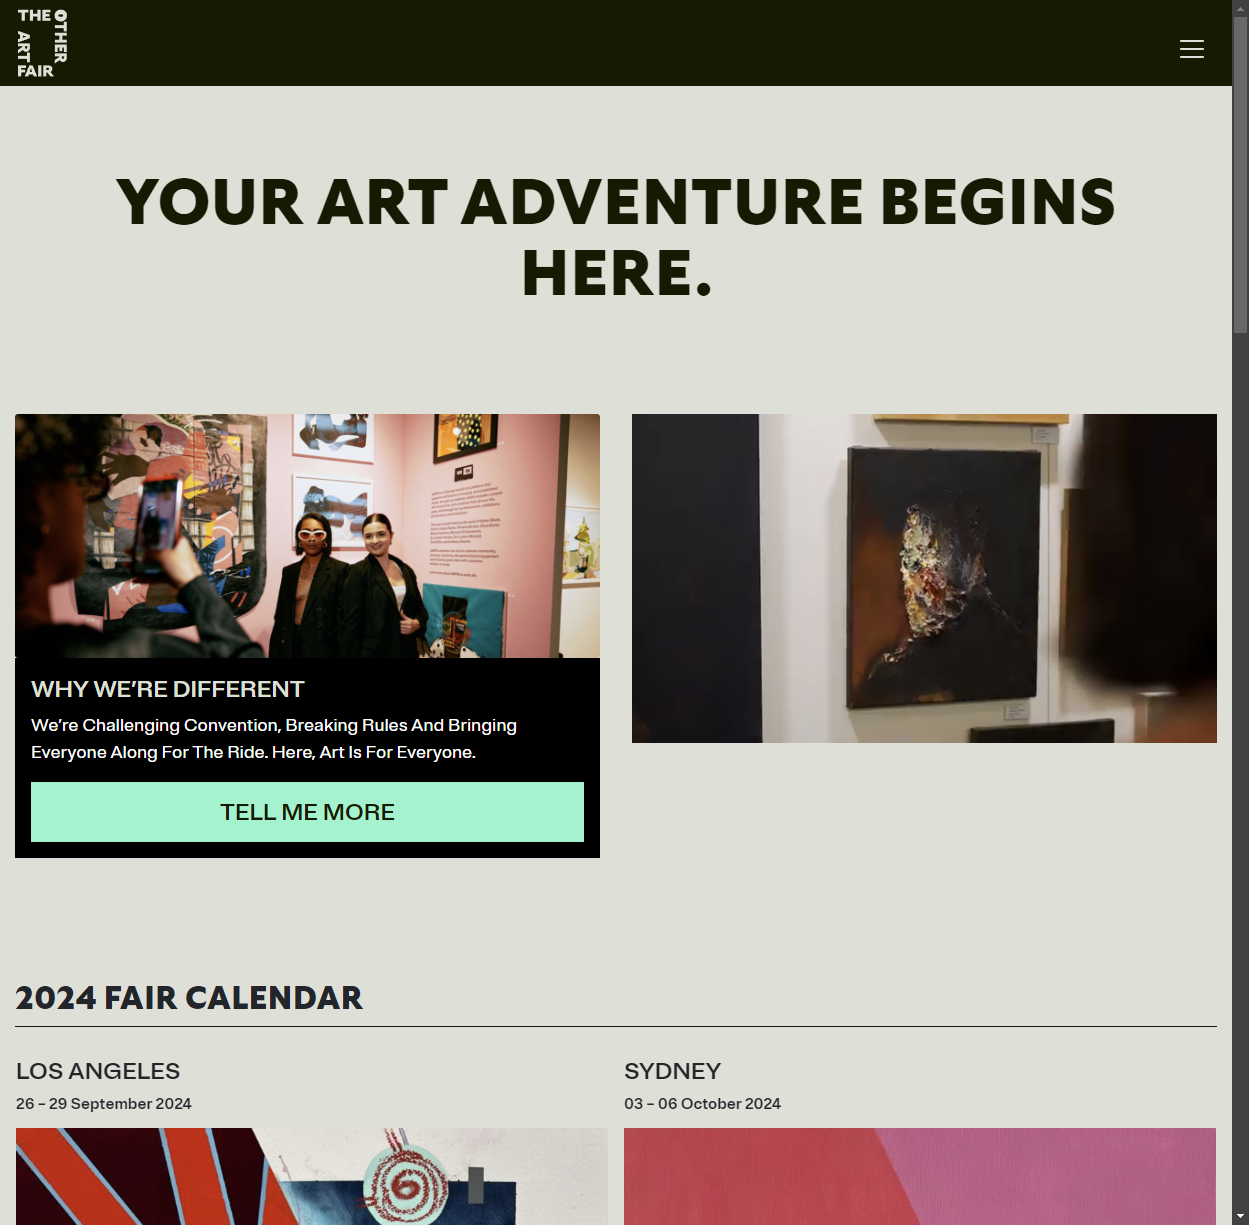 THE OTHER
ART
FAIR
YOUR ART ADVENTURE BEGINS
HERE.
WHY WE’RE DIFFERENT
We’re Challenging Convention, Breaking Rules And Bringing
Everyone Along For The Ride. Here, Art Is For Everyone.
TELL ME MORE
2024 FAIR CALENDAR
LOS ANGELES
26 – 29 September 2024
SYDNEY
03 – 06 October 2024